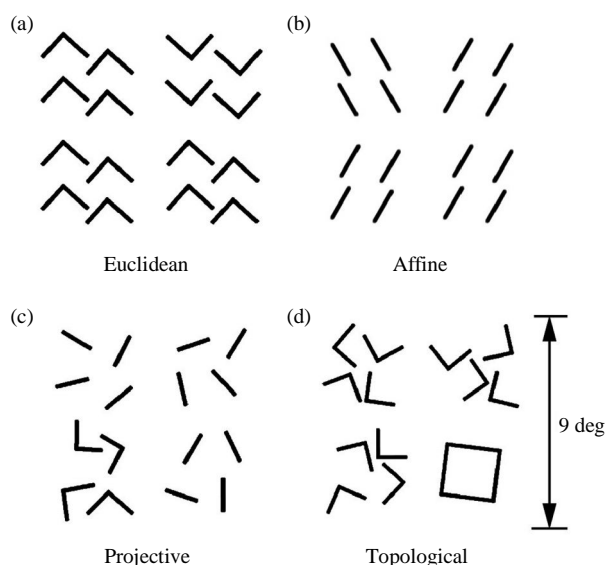 (a)
(b)
Euclidean
Affine
(c)
(d)
9 deg
Projective
Topological